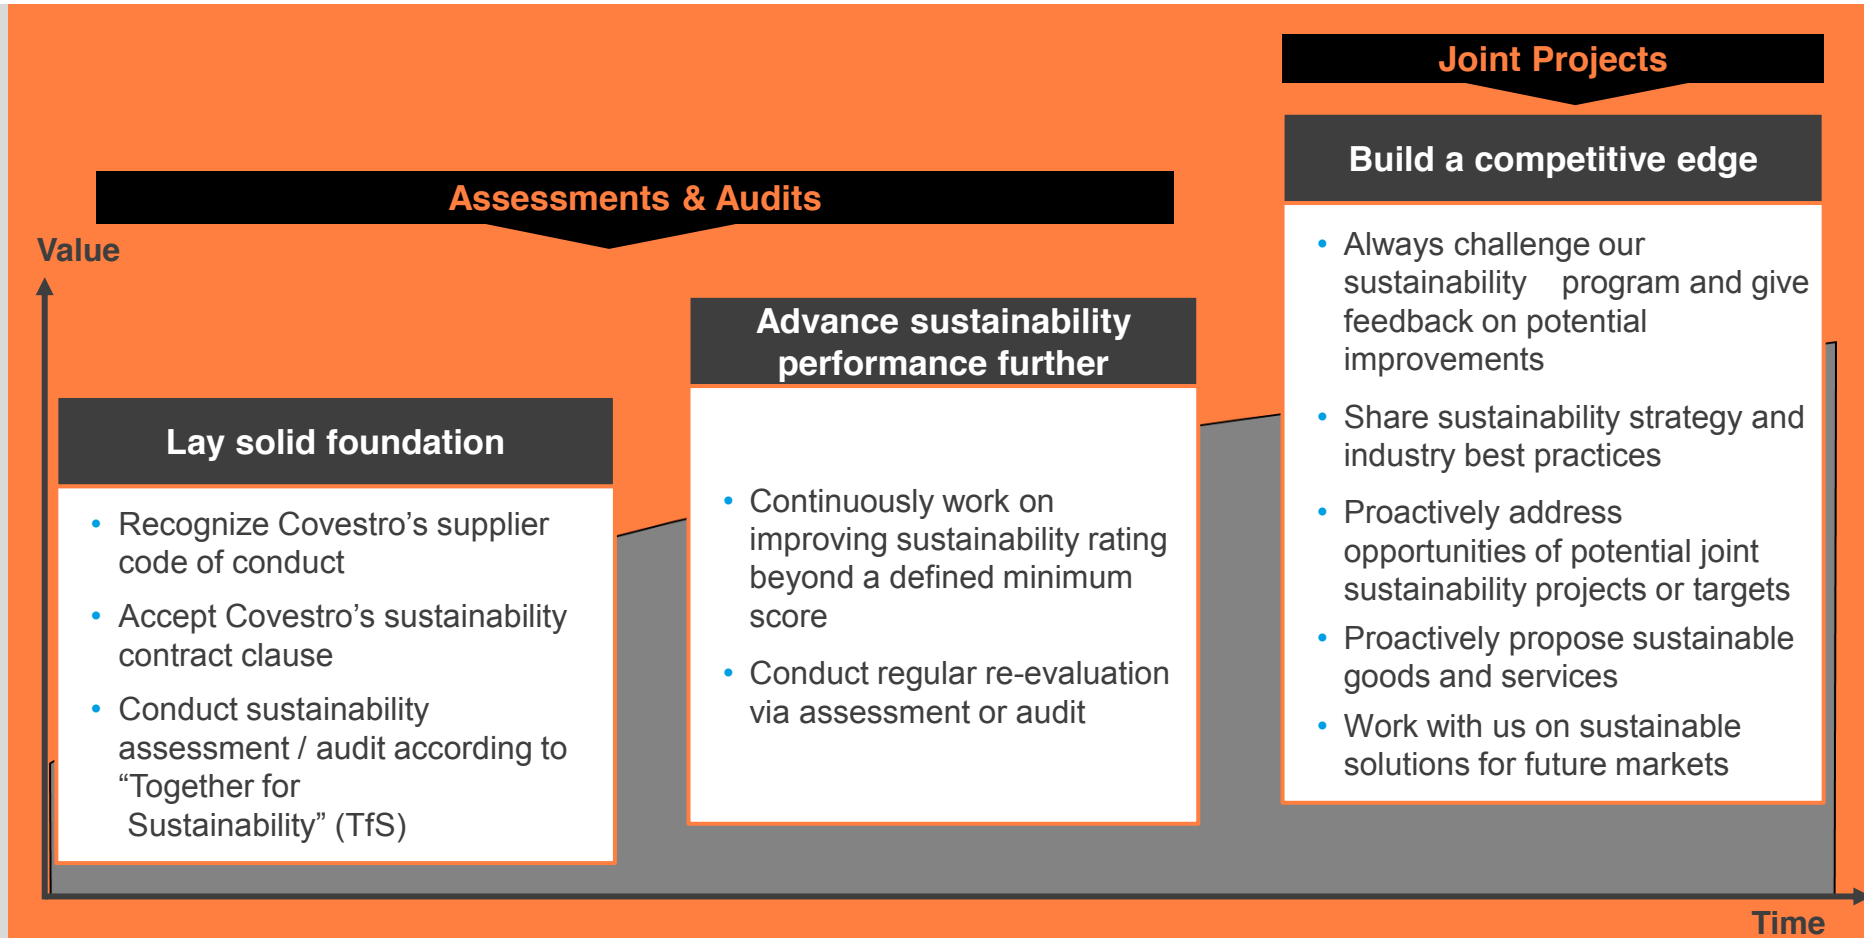 Joint Projects
Build a competitive edge
Assessments & Audits
Value
Advance sustainability
performance further
Lay solid foundation
• Recognize Covestro’s supplier
code of conduct
• Accept Covestro’s sustainability
contract clause
• Conduct sustainability
assessment / audit according to
“Together for
Sustainability” (TfS)
• Continuously work on
improving sustainability rating
beyond a defined minimum
score
• Conduct regular re-evaluation
via assessment or audit
• Always challenge our
sustainability program and give
feedback on potential
improvements
• Share sustainability strategy and
industry best practices
• Proactively address
opportunities of potential joint
sustainability projects or targets
• Proactively propose sustainable
goods and services
• Work with us on sustainable
solutions for future markets
Time